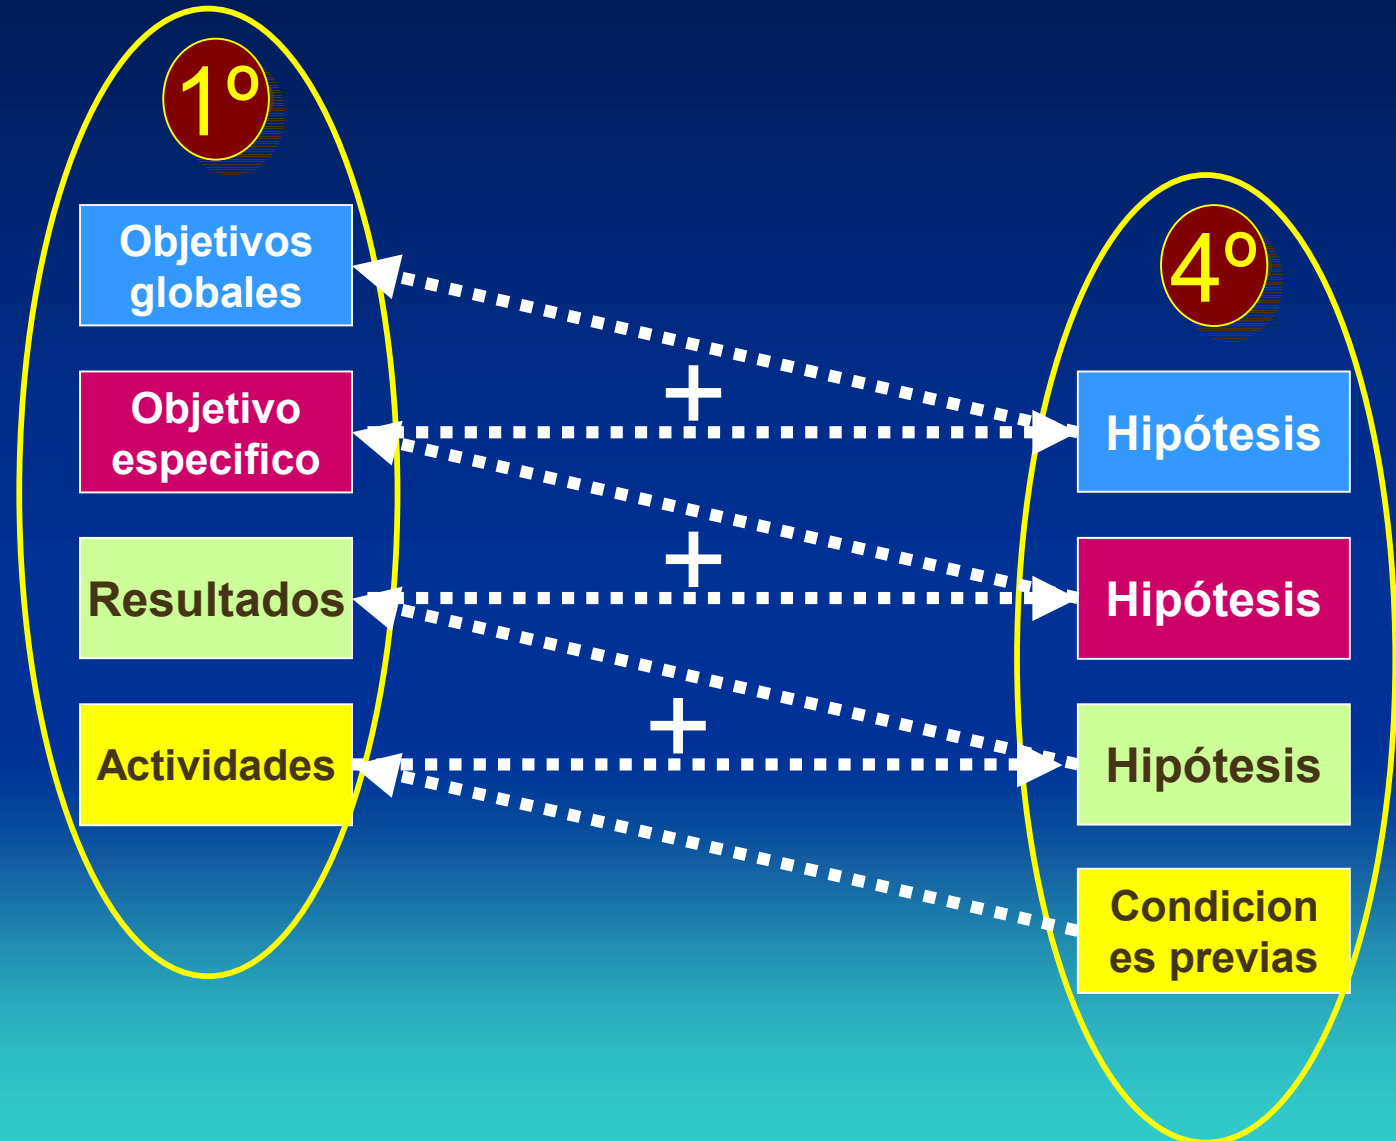 1º
Objetivos
globales
Objetivo
especifico
Resultados
Actividades
4º
Hipótesis
Hipótesis
Hipótesis
Condicion
es previas
+
+
+